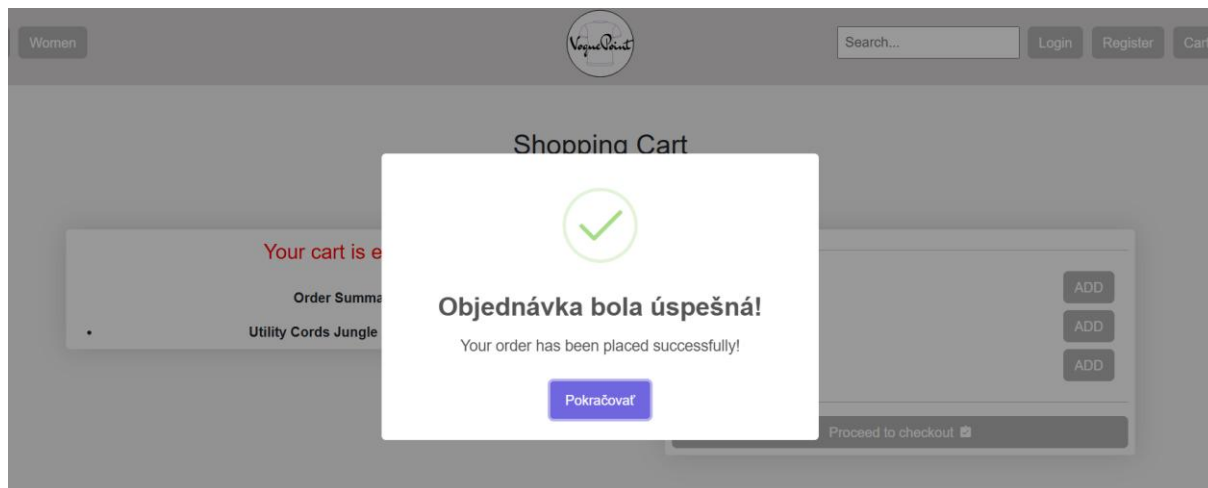 Women
VoguePoint
Search...
Login
Register
Cart
Shopping Cart
Your cart is e
Order Summa
Utility Cords Jungle
Objednávka bola úspešná!
Your order has been placed successfully!
Pokračovať
ADD
ADD
ADD
Proceed to checkout